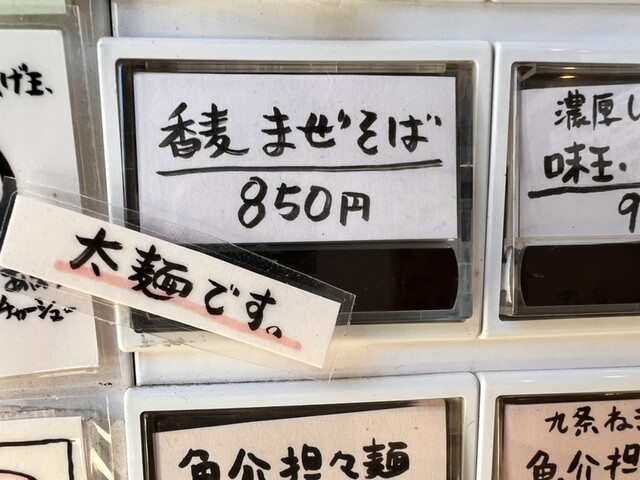 げ玉、
香麦 まぜそば
850円
濃厚
味玉・
9
太麺です。
チャーシュー
魚介担々麺
九条ねぎ
魚介担